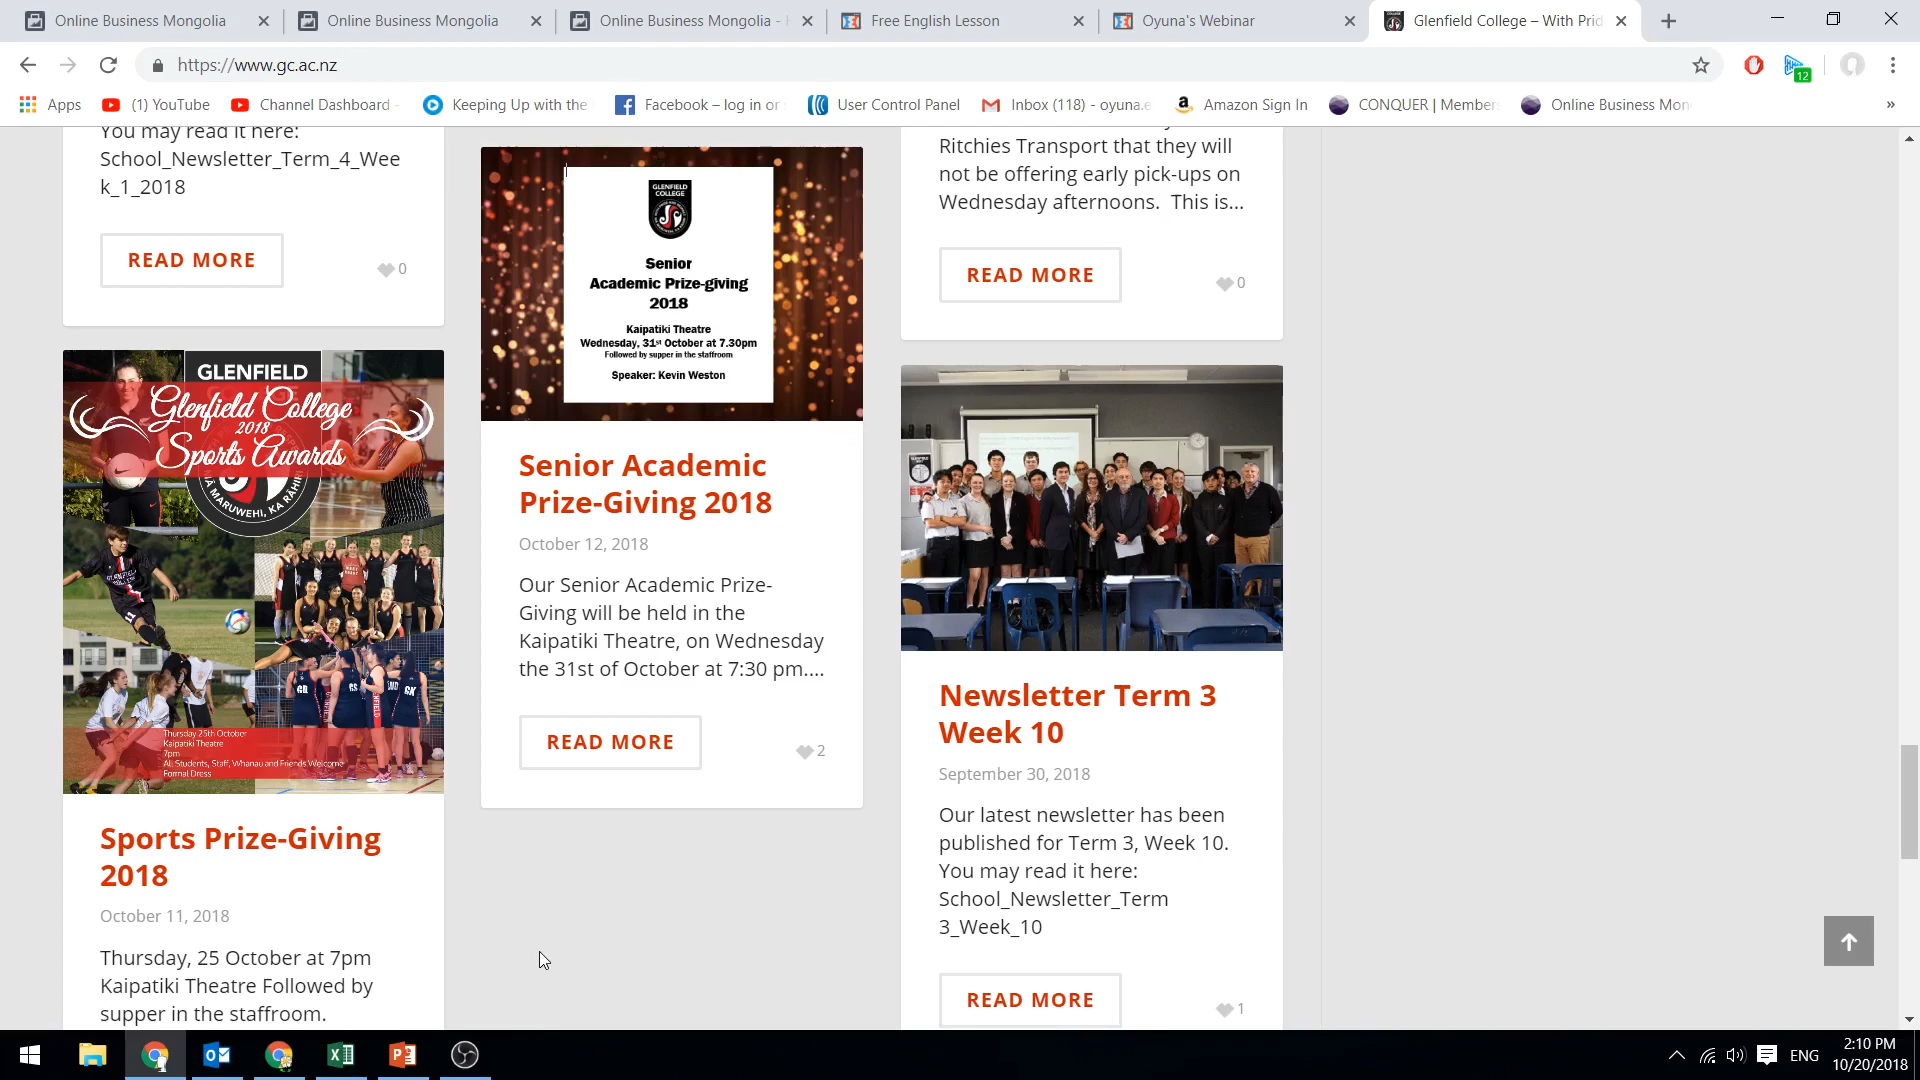 Online Business Mongolia
Online Business Mongolia
Online Business Mongolia -
Free English Lesson
Oyuna's Webinar
Glenfield College – With Prid
https://www.gc.ac.nz
12
Apps
(1) YouTube
Channel Dashboard -
Keeping Up with the
Facebook – log in or
User Control Panel
Inbox (118) - oyuna.e
Amazon Sign In
CONQUER | Member
Online Business Mon
»
You may read it here:
School_Newsletter_Term_4_Wee
k_1_2018
READ MORE
0
GLENFIELD
Glenfield College
2018
Sports Awards
Thursday 25th October
Kaipatiki Theatre
7pm
All Students, Staff, Whanau and Friends Welcome
Formal Dress
Sports Prize-Giving
2018
October 11, 2018
Thursday, 25 October at 7pm
Kaipatiki Theatre Followed by
supper in the staffroom.
GLENFIELD
COLLEGE
Senior
Academic Prize-giving
2018
Kaipatiki Theatre
Wednesday, 31st October at 7.30pm
Followed by supper in the staffroom
Speaker: Kevin Weston
Senior Academic
Prize-Giving 2018
October 12, 2018
Our Senior Academic Prize-
Giving will be held in the
Kaipatiki Theatre, on Wednesday
the 31st of October at 7:30 pm....
READ MORE
2
Ritchies Transport that they will
not be offering early pick-ups on
Wednesday afternoons. This is...
READ MORE
0
Newsletter Term 3
Week 10
September 30, 2018
Our latest newsletter has been
published for Term 3, Week 10.
You may read it here:
School_Newsletter_Term
3_Week_10
READ MORE
1
ENG
2:10 PM
10/20/2018